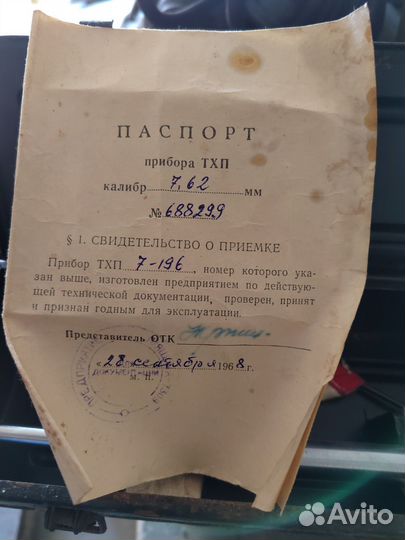 ПАСПОРТ
прибора ТХП
калибр 7,62 мм
№ 688299
§ 1. СВИДЕТЕЛЬСТВО О ПРИЕМКЕ
Прибор ТХП 7-196, номер которого ука-
зан выше, изготовлен предприятием по действую-
щей технической документации, проверен, принят
и признан годным для эксплуатации.
Представитель ОТК
„28 сентября 1968 г.
м. п.
ДОКУМЕНТАЦИИ
Avito